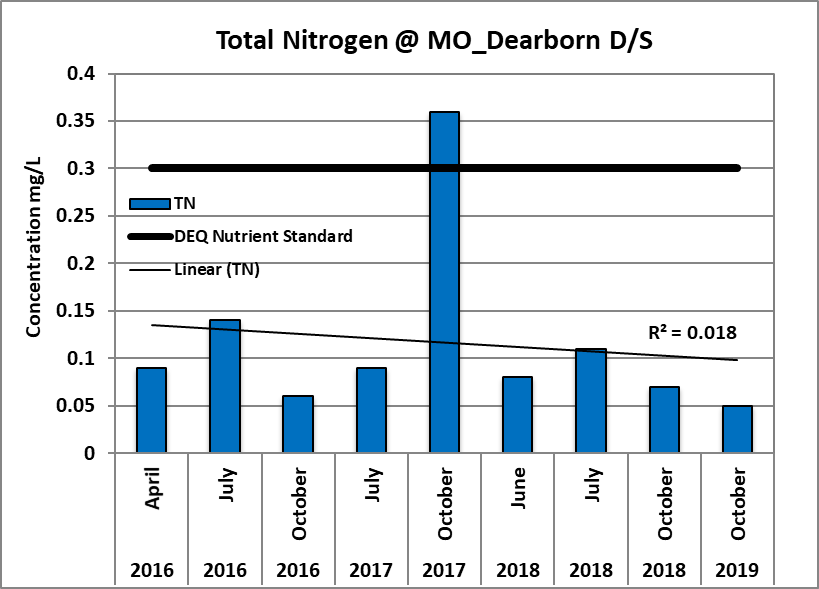 Total Nitrogen @ MO_Dearborn D/S
Concentration mg/L
0.4
0.35
0.3
0.25
0.2
0.15
0.1
0.05
0
TN
DEQ Nutrient Standard
Linear (TN)
R² = 0.018
April July October July October June July October October
2016 2016 2016 2017 2017 2018 2018 2018 2019